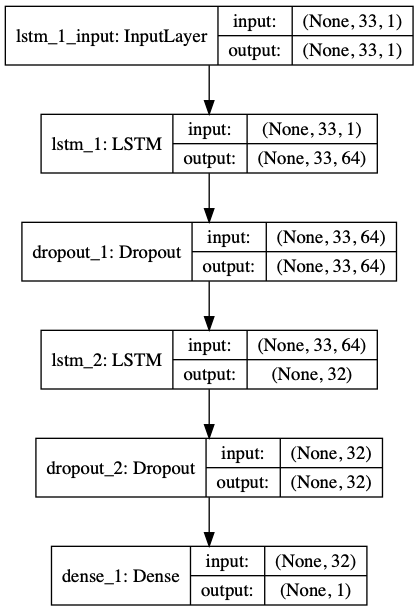 lstm_1_input: InputLayer
input: (None, 33, 1)
output: (None, 33, 1)
lstm_1: LSTM
input: (None, 33, 1)
output: (None, 33, 64)
dropout_1: Dropout
input: (None, 33, 64)
output: (None, 33, 64)
lstm_2: LSTM
input: (None, 33, 64)
output: (None, 32)
dropout_2: Dropout
input: (None, 32)
output: (None, 32)
dense_1: Dense
input: (None, 32)
output: (None, 1)